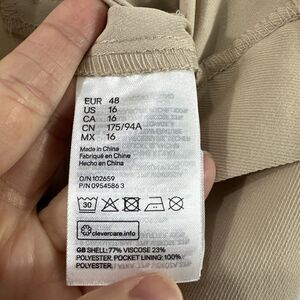 EUR 48
US 16
CA 16
CN 175/94A
MX 16
Made in China
Fabriqué en Chine
Hecho en China
O/N 102659
P/N 09545863
30
clevercare.info
GB SHELL: 77% VISCOSE 23%
POLYESTER. POCKET LINING: 100%
POLYESTER